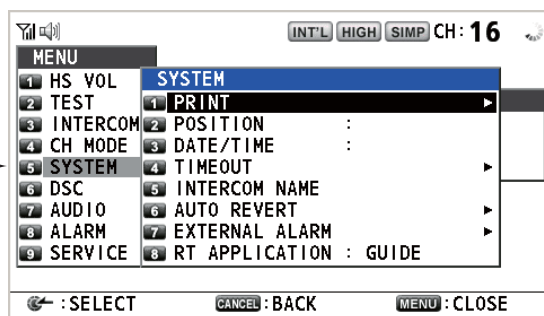 INT'L HIGH SIMP CH: 16
MENU
1 HS VOL
2 TEST
3 INTERCOM
4 CH MODE
5 SYSTEM
6 DSC
7 AUDIO
8 ALARM
9 SERVICE
SYSTEM
1 PRINT
2 POSITION :
3 DATE/TIME :
4 TIMEOUT
5 INTERCOM NAME
6 AUTO REVERT
7 EXTERNAL ALARM
8 RT APPLICATION : GUIDE
:SELECT CANCEL:BACK MENU:CLOSE